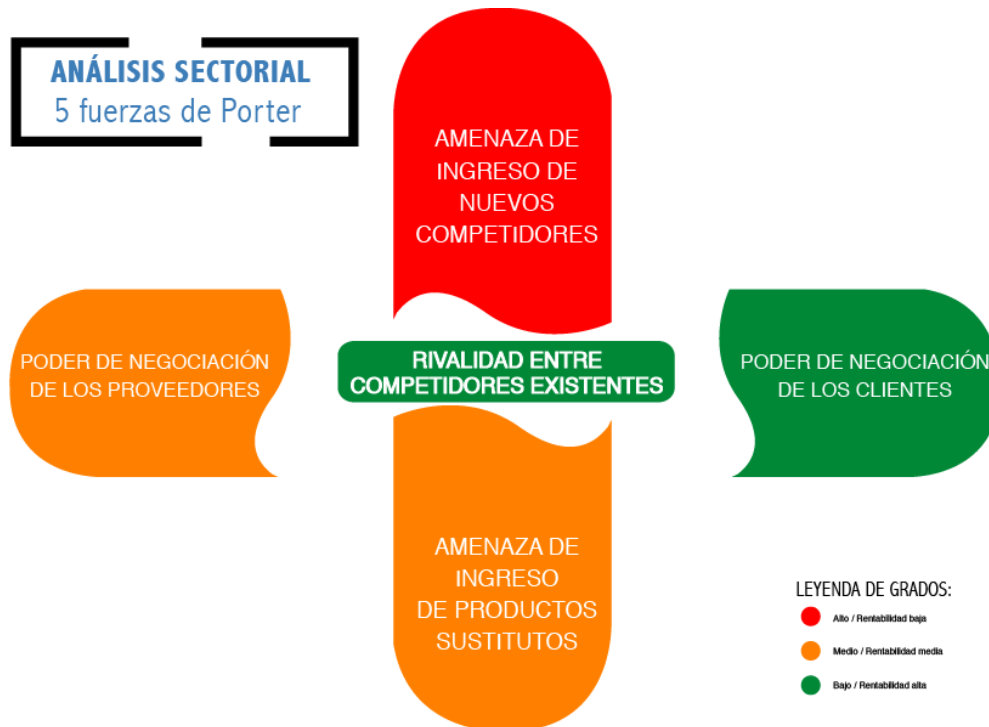 ANÁLISIS SECTORIAL
5 fuerzas de Porter
AMENAZA DE
INGRESO DE
NUEVOS
COMPETIDORES
PODER DE NEGOCIACIÓN
DE LOS PROVEEDORES
RIVALIDAD ENTRE
COMPETIDORES EXISTENTES
PODER DE NEGOCIACIÓN
DE LOS CLIENTES
AMENAZA DE
INGRESO
DE PRODUCTOS
SUSTITUTOS
LEYENDA DE GRADOS:
Alto / Rentabilidad baja
Medio / Rentabilidad media
Bajo / Rentabilidad alta